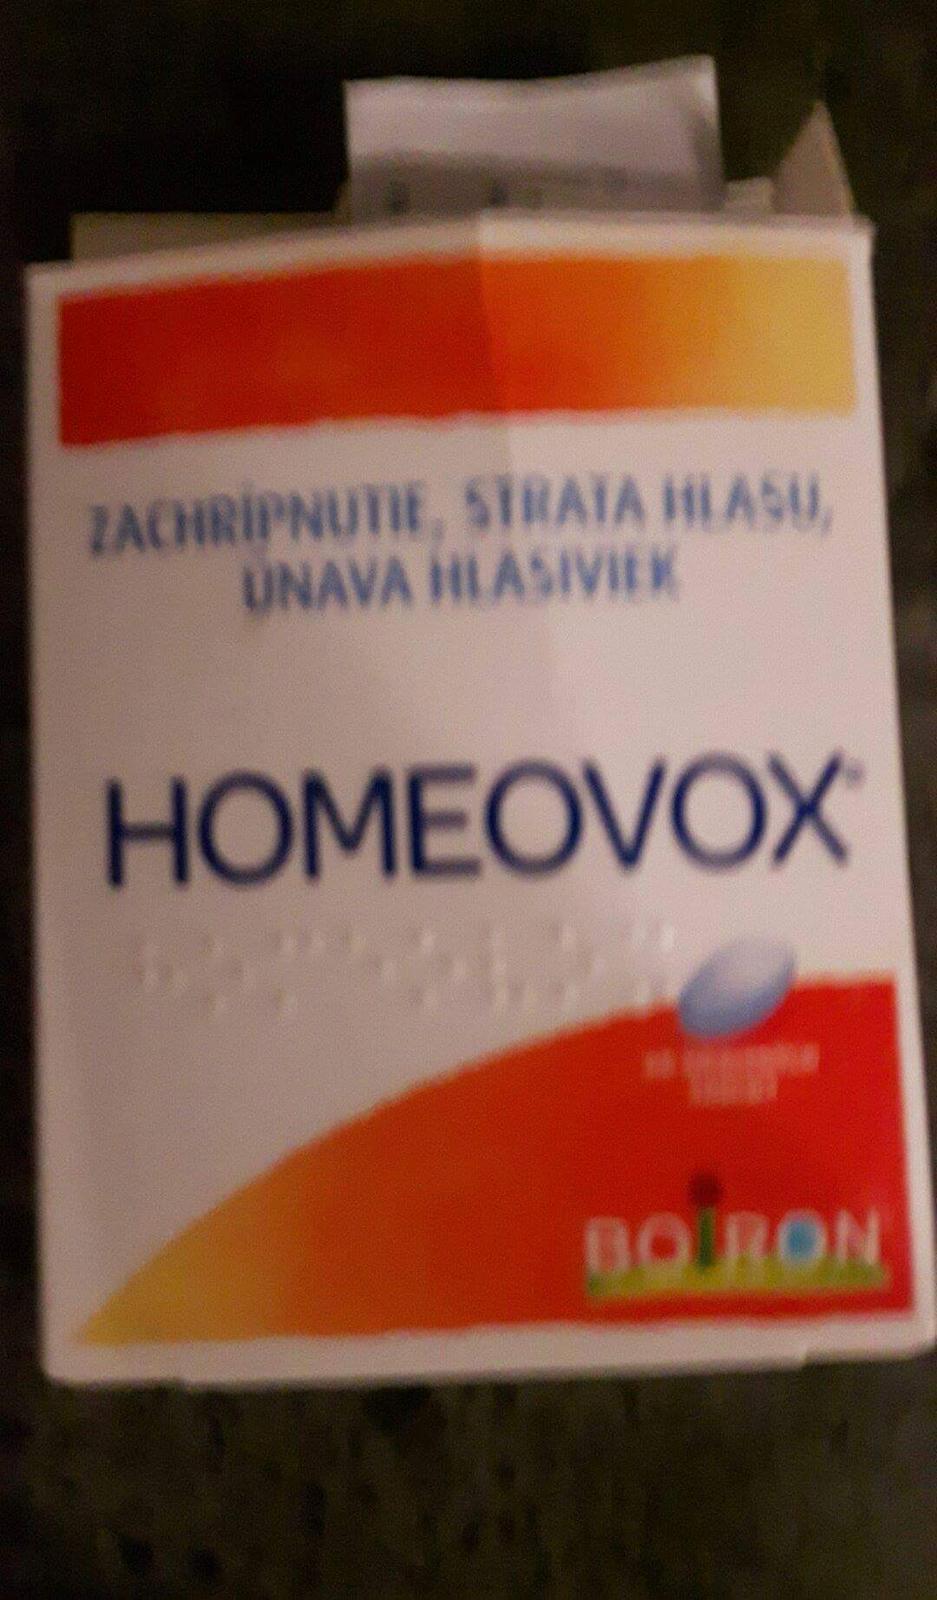 ZACHRÍPNUTIE, STRATA HLASU,
ÚNAVA HLASIVIEK
HOMEOVOX®
BOIRON